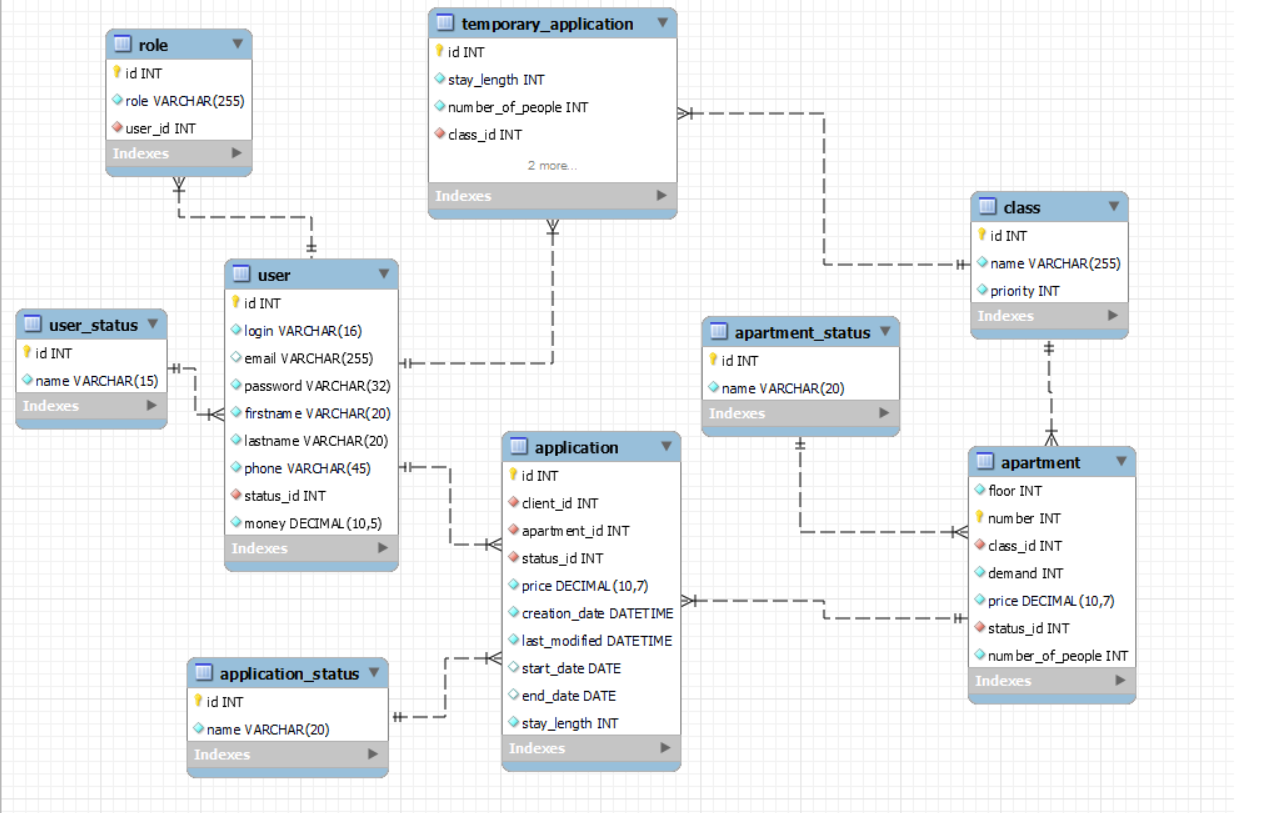 role
id INT
role VARCHAR(255)
user_id INT
Indexes
temporary_application
id INT
stay_length INT
number_of_people INT
class_id INT
2 more...
Indexes
class
id INT
name VARCHAR(255)
priority INT
Indexes
user
id INT
login VARCHAR(16)
email VARCHAR(255)
password VARCHAR(32)
firstname VARCHAR(20)
lastname VARCHAR(20)
phone VARCHAR(45)
status_id INT
money DECIMAL(10,5)
Indexes
user_status
id INT
name VARCHAR(15)
Indexes
apartment_status
id INT
name VARCHAR(20)
Indexes
application
id INT
client_id INT
apartment_id INT
status_id INT
price DECIMAL(10,7)
creation_date DATETIME
last_modified DATETIME
start_date DATE
end_date DATE
stay_length INT
Indexes
apartment
floor INT
number INT
class_id INT
demand INT
price DECIMAL(10,7)
status_id INT
number_of_people INT
Indexes
application_status
id INT
name VARCHAR(20)
Indexes